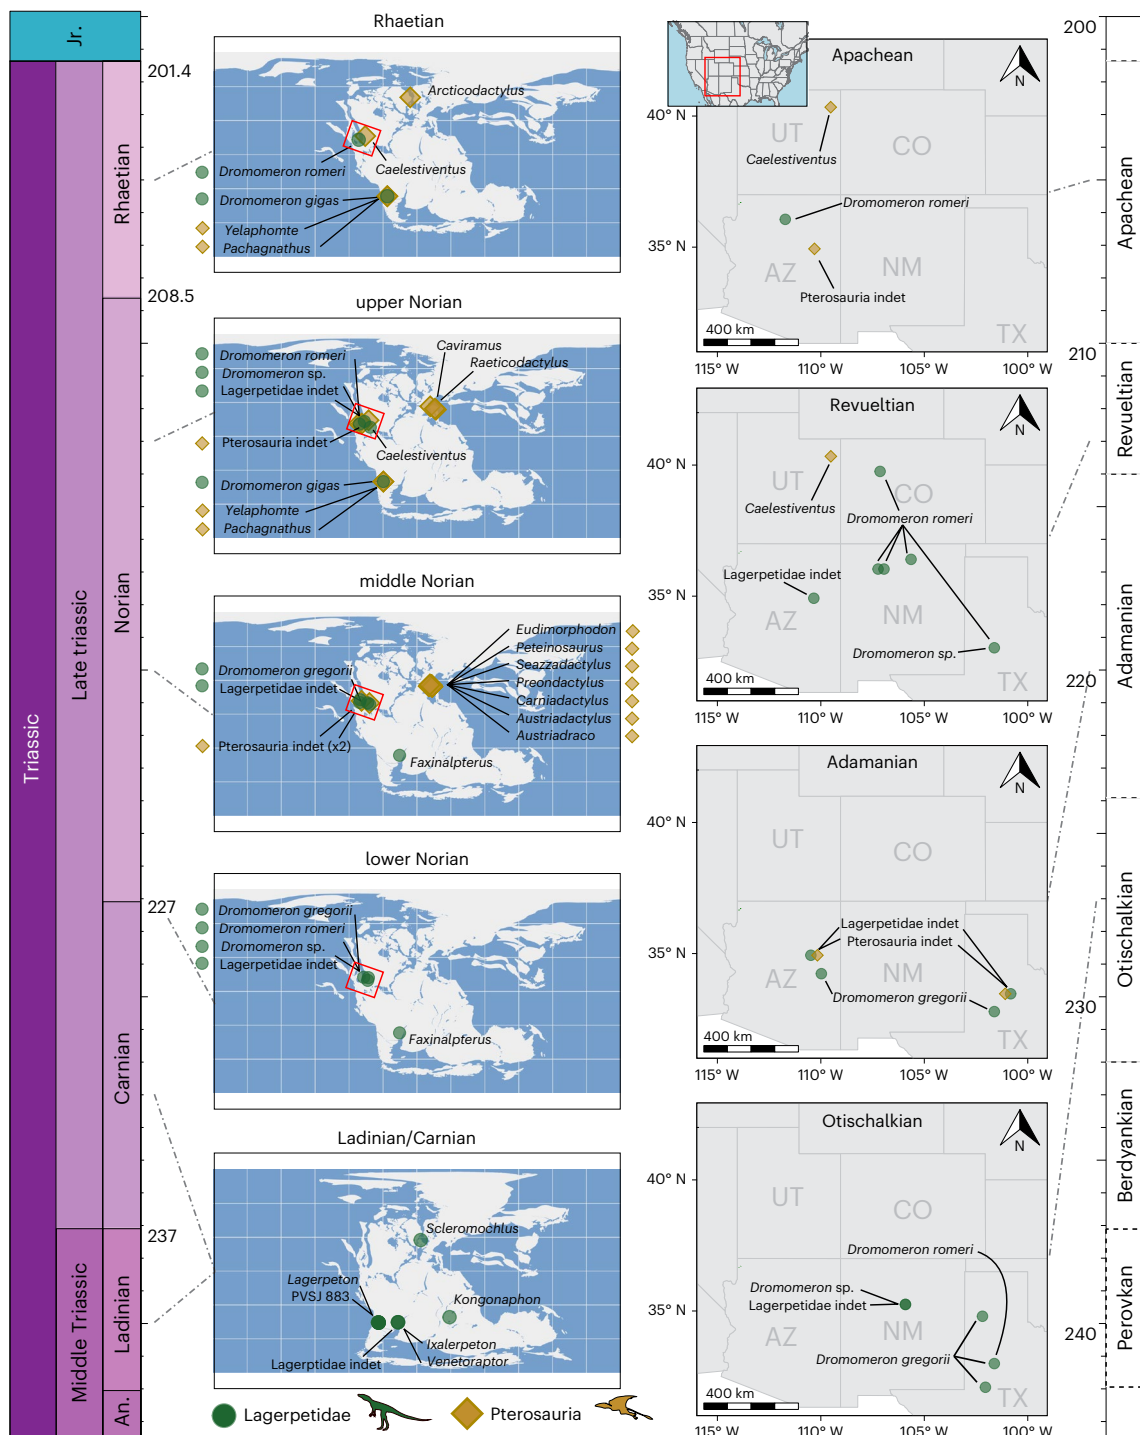 Jr.
Triassic
Late triassic
Middle Triassic
Rhaetian
Norian
Carnian
Ladinian
An.
201.4
208.5
227
237
Rhaetian
Arcticodactylus
Dromomeron romeri
Caelestiventus
Dromomeron gigas
Yelaphomte
Pachagnathus
upper Norian
Dromomeron romeri
Dromomeron sp.
Lagerpetidae indet
Caviramus
Raeticodactylus
Pterosauria indet
Caelestiventus
Dromomeron gigas
Yelaphomte
Pachagnathus
middle Norian
Eudimorphodon
Peteinosaurus
Seazzadactylus
Preondactylus
Carniadactylus
Austriadactylus
Austriadraco
Dromomeron gregorii
Lagerpetidae indet
Pterosauria indet (x2)
Faxinalpterus
lower Norian
Dromomeron gregorii
Dromomeron romeri
Dromomeron sp.
Lagerpetidae indet
Faxinalpterus
Ladinian/Carnian
Scleromochlus
Lagerpeton
PVSJ 883
Kongonaphon
Ixalerpeton
Lagerptidae indet
Venetoraptor
Lagerpetidae
Pterosauria
Apachean
N
40° N
35° N
UT
CO
AZ
NM
TX
Caelestiventus
Dromomeron romeri
Pterosauria indet
400 km
Revueltian
N
40° N
35° N
UT
CO
AZ
NM
TX
Caelestiventus
Dromomeron romeri
Lagerpetidae indet
Dromomeron sp.
400 km
115° W
110° W
105° W
100° W
Adamanian
N
40° N
35° N
UT
CO
AZ
NM
TX
Lagerpetidae indet
Pterosauria indet
Dromomeron gregorii
400 km
115° W
110° W
105° W
100° W
Otischalkian
N
40° N
35° N
UT
CO
AZ
NM
TX
Dromomeron romeri
Dromomeron sp.
Lagerpetidae indet
Dromomeron gregorii
400 km
115° W
110° W
105° W
100° W
200
210
220
230
240
Apachean
Revueltian
Adamanian
Otischalkian
Berdyankian
Perovkan